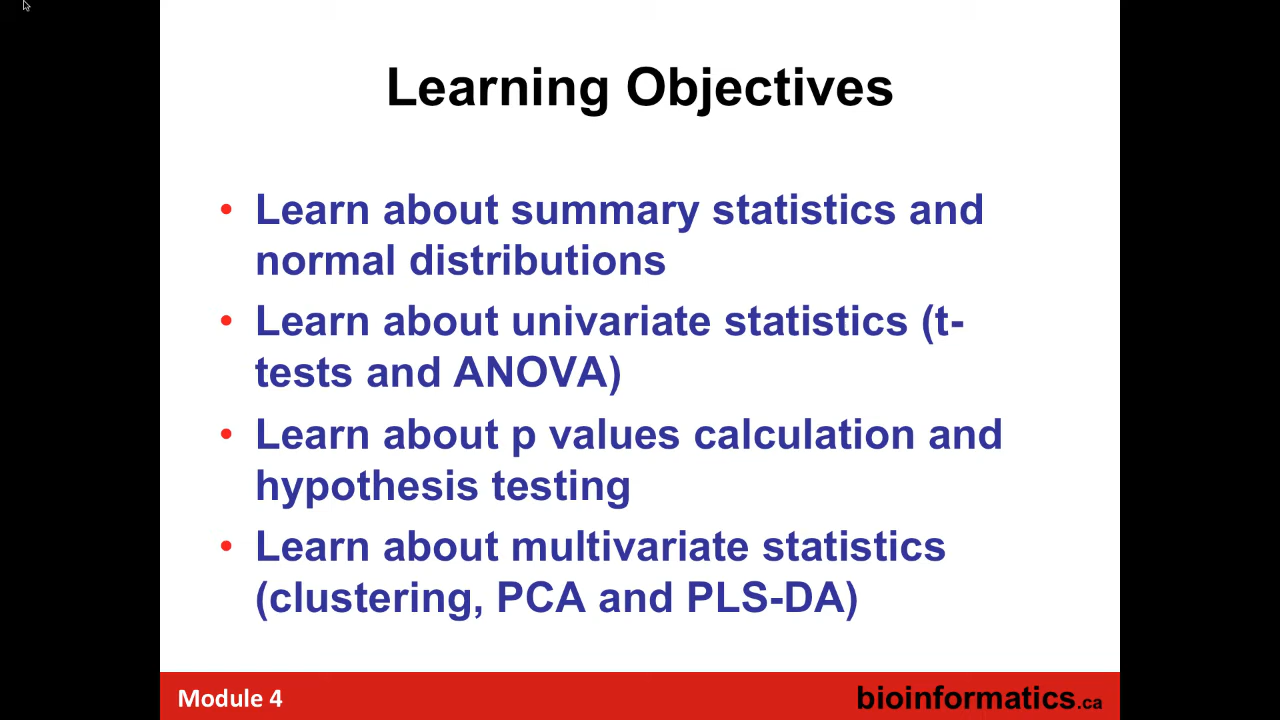 Learning Objectives
• Learn about summary statistics and
normal distributions
• Learn about univariate statistics (t-
tests and ANOVA)
• Learn about p values calculation and
hypothesis testing
• Learn about multivariate statistics
(clustering, PCA and PLS-DA)
Module 4
bioinformatics.ca